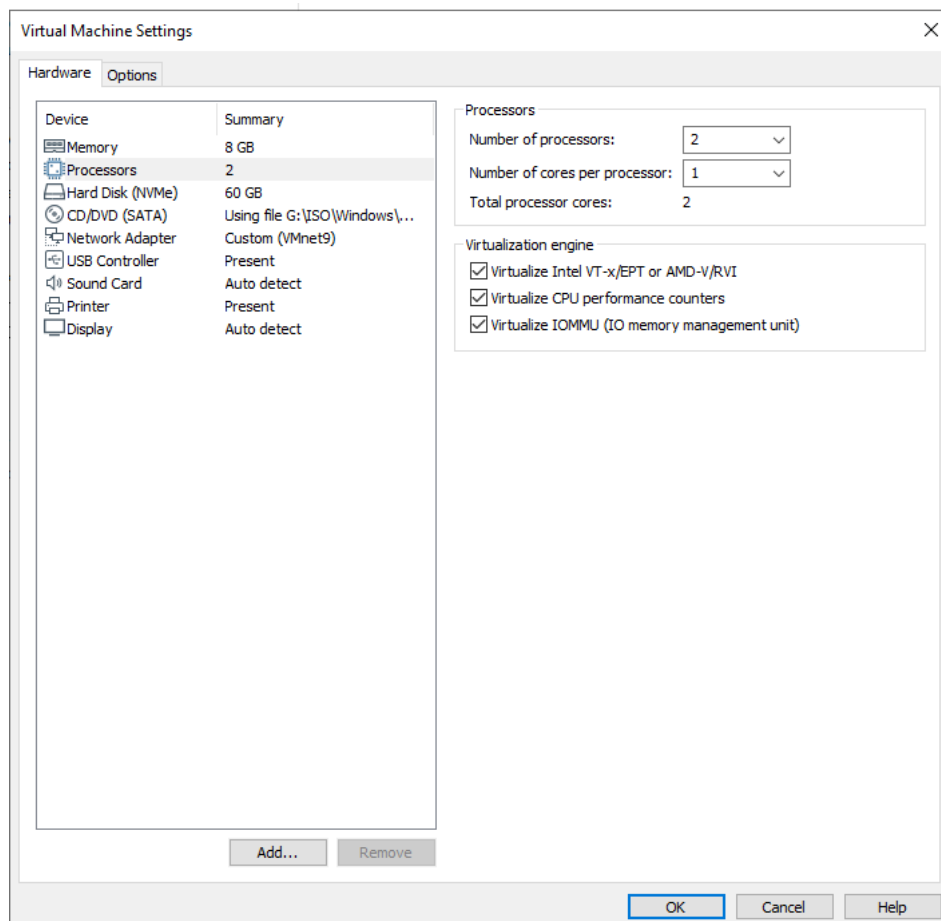 Virtual Machine Settings
Hardware Options
Device Summary
Memory 8 GB
Processors 2
Hard Disk (NVMe) 60 GB
CD/DVD (SATA) Using file G:\ISO\Windows\...
Network Adapter Custom (VMnet9)
USB Controller Present
Sound Card Auto detect
Printer Present
Display Auto detect
Add... Remove
Processors
Number of processors: 2
Number of cores per processor: 1
Total processor cores: 2
Virtualization engine
Virtualize Intel VT-x/EPT or AMD-V/RVI
Virtualize CPU performance counters
Virtualize IOMMU (IO memory management unit)
OK Cancel Help